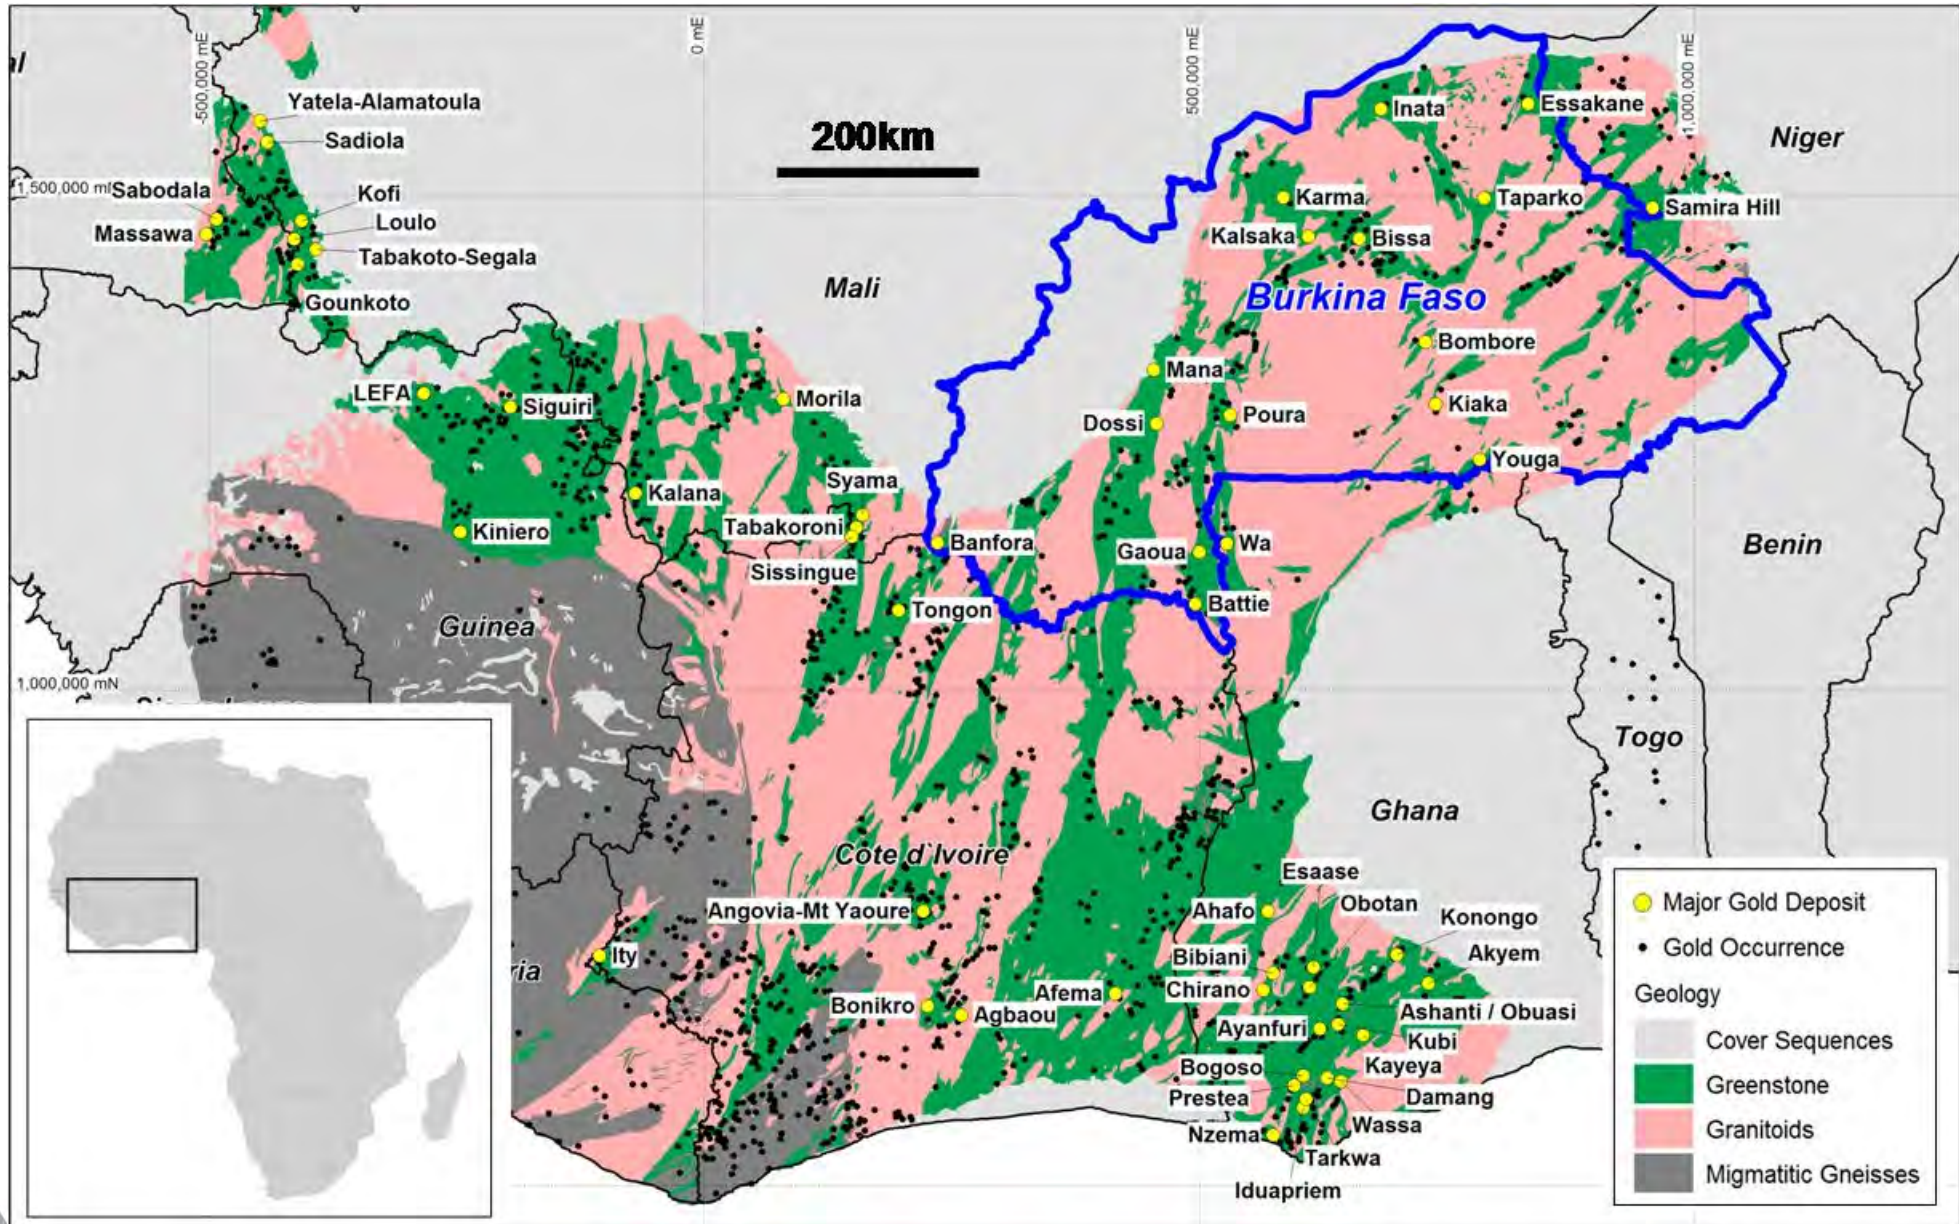 -500,000 mE
0 mE
500,000 mE
1,000,000 mE
al
Yatela-Alamatoula
Sadiola
200km
Inata
Essakane
Niger
1,500,000 m
Sabodala
Kofi
Massawa
Loulo
Tabakoto-Segala
Karma
Taparko
Samira Hill
Kalsaka
Bissa
Mali
Gounkoto
Burkina Faso
Bombore
Mana
LEFA
Siguiri
Morila
Kiaka
Dossi
Poura
Youga
Syama
Kalana
Tabakoroni
Kiniero
Banfora
Gaoua
Wa
Benin
Sissingue
Battie
Tongon
Guinea
1,000,000 mN
Togo
Ghana
Côte d`Ivoire
Esaase
Angovia-Mt Yaoure
Ahafo
Obotan
Konongo
Ity
ria
Bibiani
Akyem
Chirano
Afema
Bonikro
Agbaou
Ashanti / Obuasi
Ayanfuri
Kubi
Bogoso
Kayeya
Prestea
Damang
Wassa
Nzema
Tarkwa
Iduapriem
Major Gold Deposit
Gold Occurrence
Geology
Cover Sequences
Greenstone
Granitoids
Migmatitic Gneisses